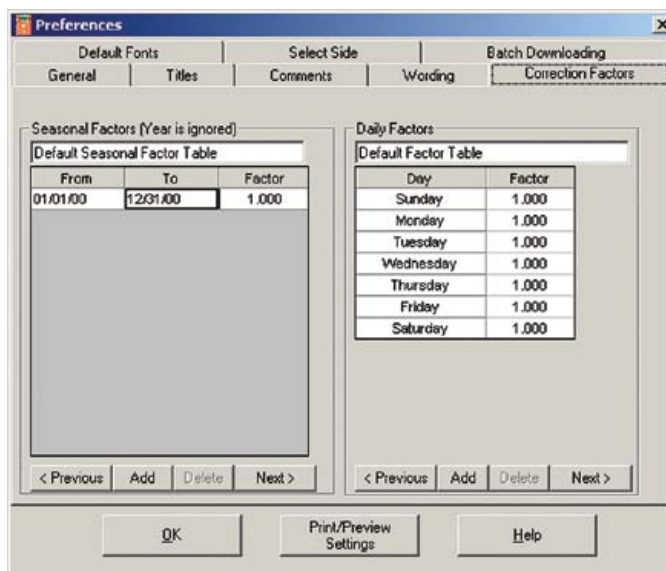 Preferences
Default Fonts Select Side Batch Downloading
General Titles Comments Wording Correction Factors
Seasonal Factors (Year is ignored)
Default Seasonal Factor Table
From To Factor
01/01/00 12/31/00 1.000
< Previous Add Delete Next >
Daily Factors
Default Factor Table
Day Factor
Sunday 1.000
Monday 1.000
Tuesday 1.000
Wednesday 1.000
Thursday 1.000
Friday 1.000
Saturday 1.000
< Previous Add Delete Next >
OK
Print/Preview
Settings
Help